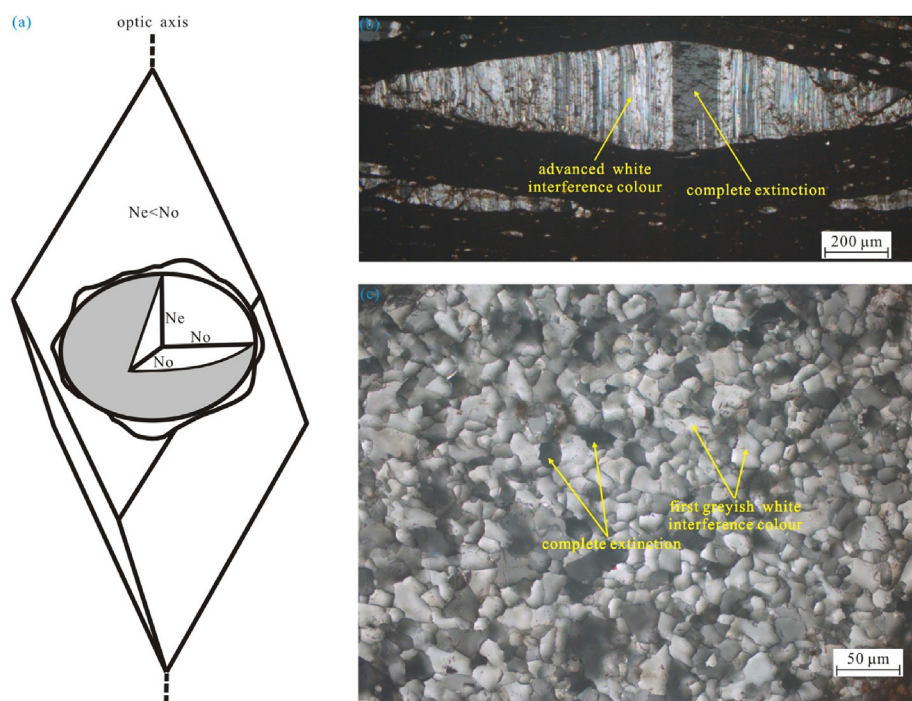 (a)
optic axis
Ne<No
Ne
No
No
(b)
advanced white
interference colour
complete extinction
200 μm
(c)
first greyish white
interference colour
complete extinction
50 μm